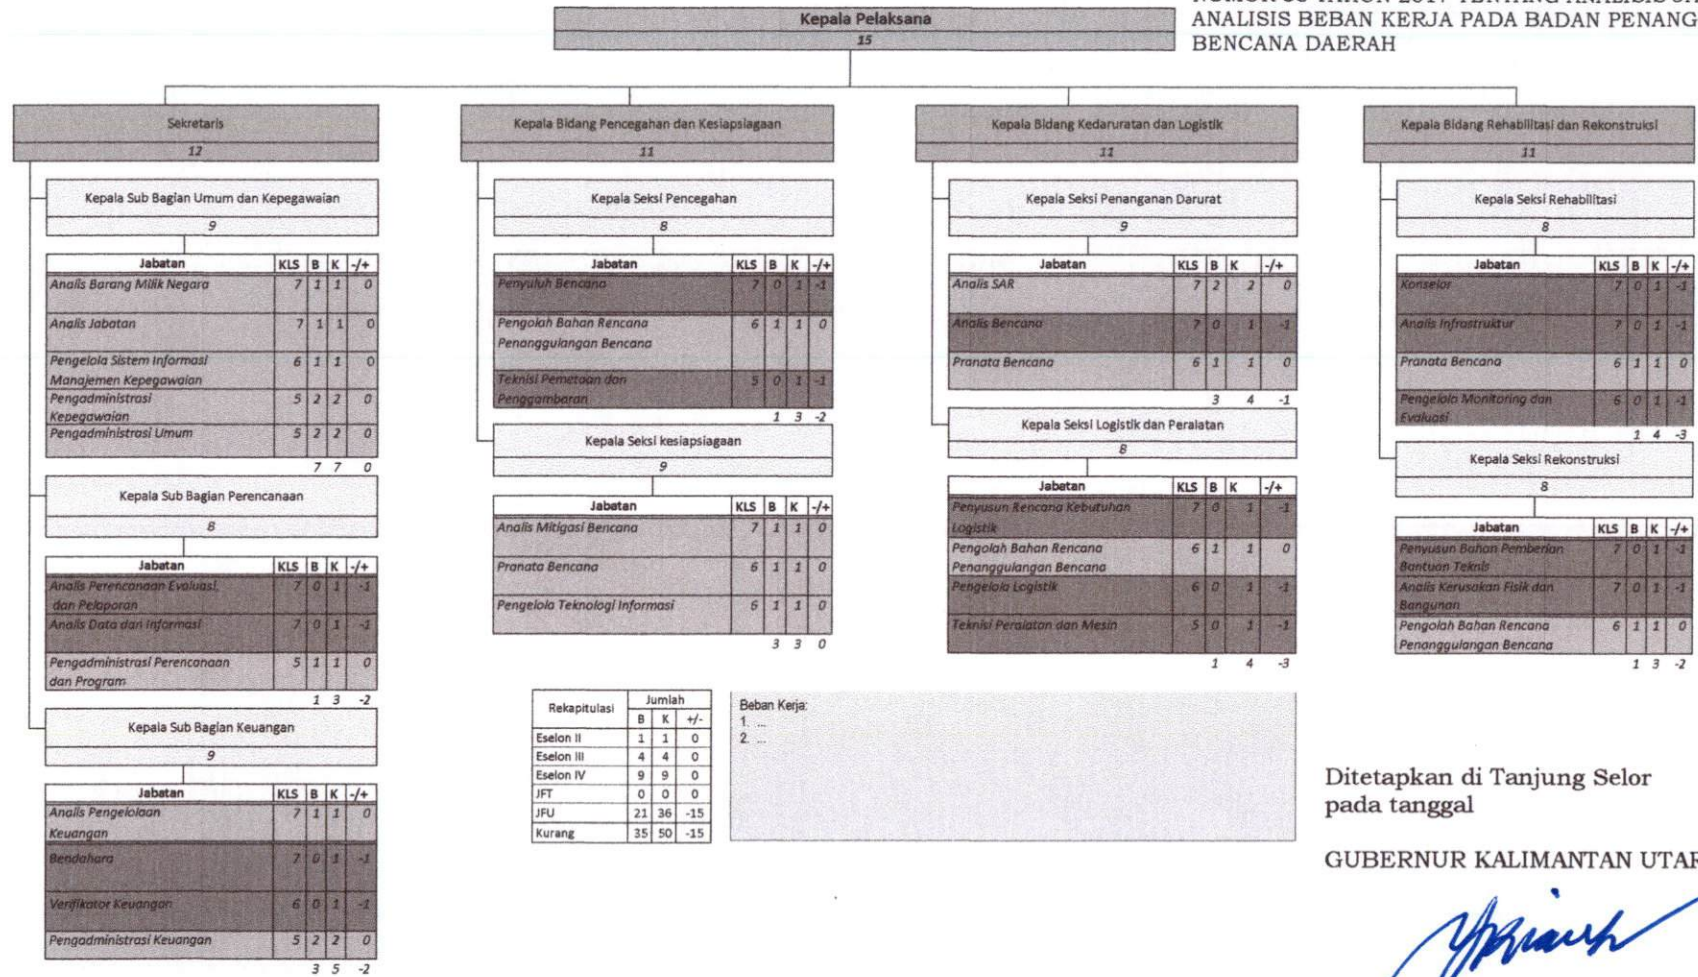 Kepala Pelaksana
15
ANALISIS BEBAN KERJA PADA BADAN PENANG
BENCANA DAERAH
Sekretaris
12
Kepala Sub Bagian Umum dan Kepegawaian
9
Jabatan KLS B K -/+
Analis Barang Milik Negara 7 1 1 0
Analis Jabatan 7 1 1 0
Pengelola Sistem Informasi 6 1 1 0
Manajemen Kepegawaian
Pengadministrasi 5 2 2 0
Kepegawaian
Pengadministrasi Umum 5 2 2 0
7 7 0
Kepala Sub Bagian Perencanaan
8
Jabatan KLS B K -/+
Analis Perencanaan Evaluasi, 7 0 1 -1
dan Pelaporan
Analis Data dan Informasi 7 0 1 -1
Pengadministrasi Perencanaan 5 1 1 0
dan Program
1 3 -2
Kepala Sub Bagian Keuangan
9
Jabatan KLS B K -/+
Analis Pengelolaan 7 1 1 0
Keuangan
Bendahara 7 0 1 -1
Verifikator Keuangan 6 0 1 -1
Pengadministrasi Keuangan 5 2 2 0
3 5 -2
Kepala Bidang Pencegahan dan Kesiapsiagaan
11
Kepala Seksi Pencegahan
8
Jabatan KLS B K -/+
Penyuluh Bencana 7 0 1 -1
Pengolah Bahan Rencana 6 1 1 0
Penanggulangan Bencana
Teknisi Pemetaan dan 5 0 1 -1
Penggambaran
1 3 -2
Kepala Seksi kesiapsiagaan
9
Jabatan KLS B K -/+
Analis Mitigasi Bencana 7 1 1 0
Pranata Bencana 6 1 1 0
Pengelola Teknologi Informasi 6 1 1 0
3 3 0
Kepala Bidang Kedaruratan dan Logistik
11
Kepala Seksi Penanganan Darurat
9
Jabatan KLS B K -/+
Analis SAR 7 2 2 0
Analis Bencana 7 0 1 -1
Pranata Bencana 6 1 1 0
3 4 -1
Kepala Seksi Logistik dan Peralatan
8
Jabatan KLS B K -/+
Penyusun Rencana Kebutuhan 7 0 1 -1
Logistik
Pengolah Bahan Rencana 6 1 1 0
Penanggulangan Bencana
Pengelola Logistik 6 0 1 -1
Teknisi Peralatan dan Mesin 5 0 1 -1
1 4 -3
Kepala Bidang Rehabilitasi dan Rekonstruksi
11
Kepala Seksi Rehabilitasi
8
Jabatan KLS B K -/+
Konselor 7 0 1 -1
Analis Infrastruktur 7 0 1 -1
Pranata Bencana 6 1 1 0
Pengelola Monitoring dan 6 0 1 -1
Evaluasi
1 4 -3
Kepala Seksi Rekonstruksi
8
Jabatan KLS B K -/+
Penyusun Bahan Pemberian 7 0 1 -1
Bantuan Teknis
Analis Kerusakan Fisik dan 7 0 1 -1
Bangunan
Pengolah Bahan Rencana 6 1 1 0
Penanggulangan Bencana
1 3 -2
Rekapitulasi Jumlah
B K +/-
Eselon II 1 1 0
Eselon III 4 4 0
Eselon IV 9 9 0
JFT 0 0 0
JFU 21 36 -15
Kurang 35 50 -15
Beban Kerja:
1. ...
2. ...
Ditetapkan di Tanjung Selor
pada tanggal
GUBERNUR KALIMANTAN UTAR